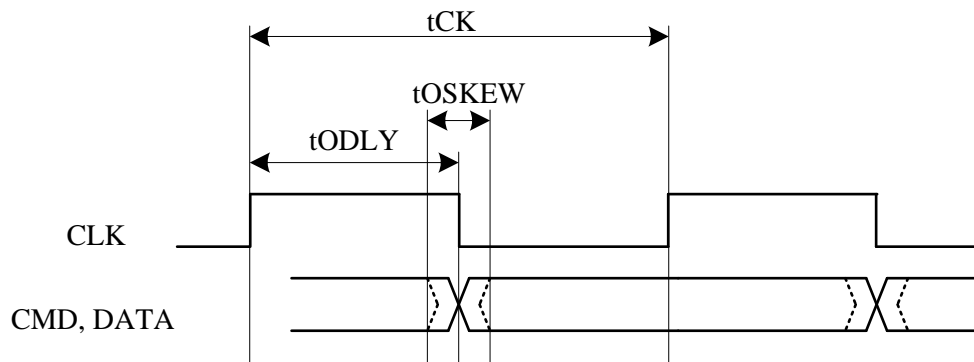 tCK
tOSKEW
tODLY
CLK
CMD, DATA